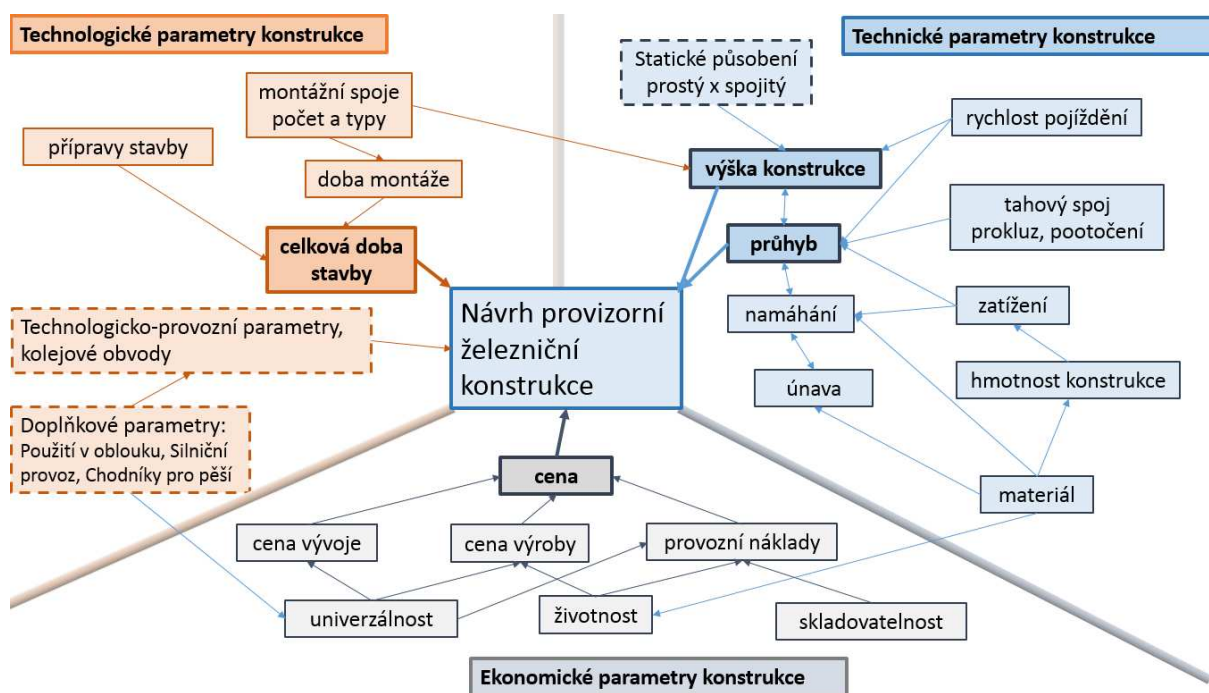 Technologické parametry konstrukce
Technické parametry konstrukce
Statické působení
prostý x spojitý
montážní spoje
počet a typy
rychlost pojíždění
přípravy stavby
výška konstrukce
doba montáže
tahový spoj
prokluz, pootočení
celková doba
stavby
průhyb
Návrh provizorní
železniční
konstrukce
namáhání
zatížení
Technologicko-provozní parametry,
kolejové obvody
únava
hmotnost konstrukce
Doplňkové parametry:
Použití v oblouku, Silniční
provoz, Chodníky pro pěší
cena
materiál
cena vývoje
cena výroby
provozní náklady
univerzálnost
životnost
skladovatelnost
Ekonomické parametry konstrukce